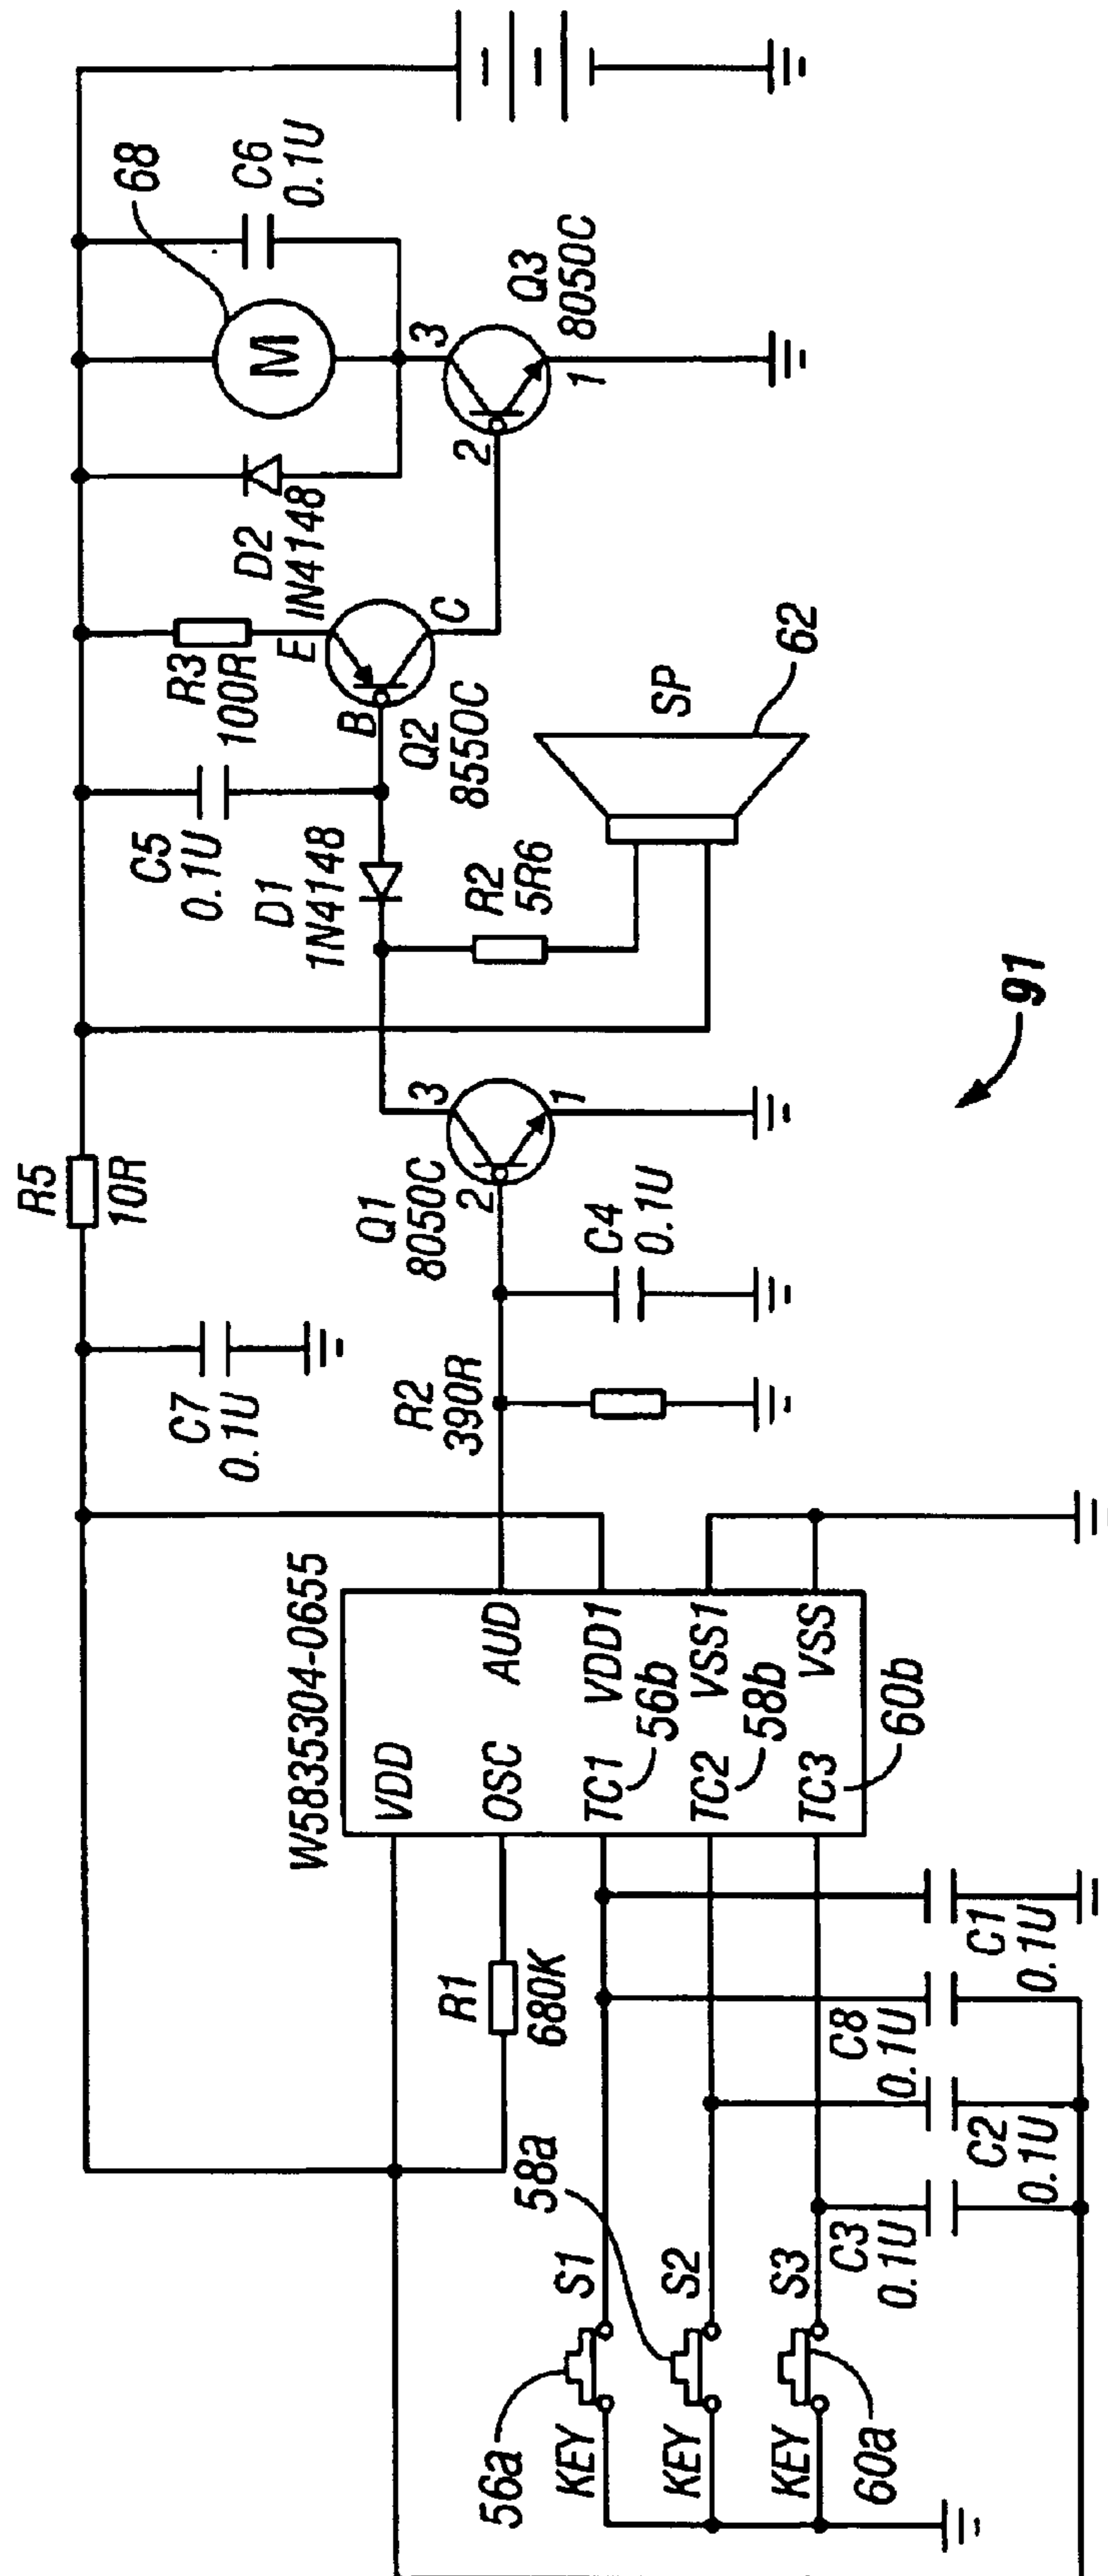 W5835304-0655
VDD
OSC
TC1
TC2
TC3
AUD
VDD1
VSS1
VSS
56b
58b
60b
R1
680K
56a
58a
60a
KEY
S1
KEY
S2
KEY
S3
C3
0.1U
C2
0.1U
C8
0.1U
C1
0.1U
C7
0.1U
R5
10R
R2
390R
C4
0.1U
Q1
8050C
2
3
1
D1
1N4148
R2
5R6
SP
62
C5
0.1U
R3
100R
E
B
C
Q2
8550C
D2
IN4148
M
68
C6
0.1U
Q3
8050C
2
3
1
91